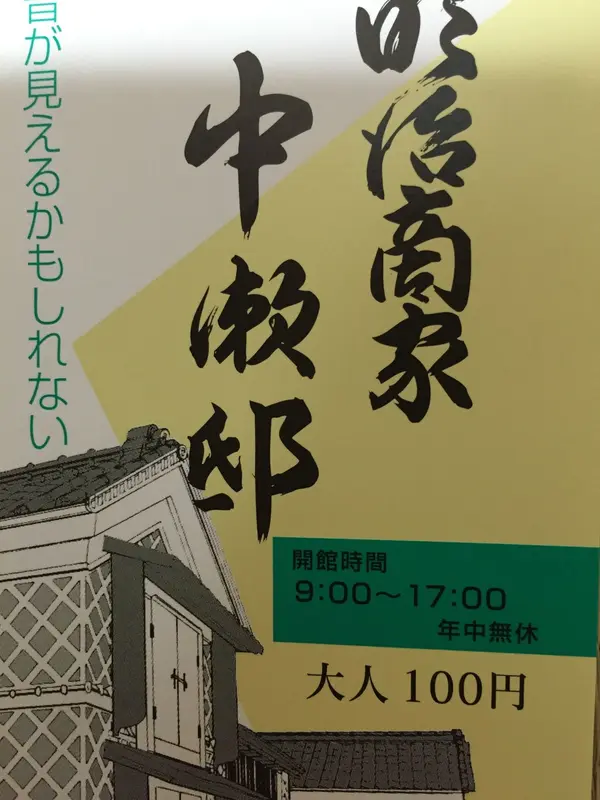 明治商家
中瀬邸
が見えるかもしれない
開館時間
9:00～17:00
年中無休
大人 100円